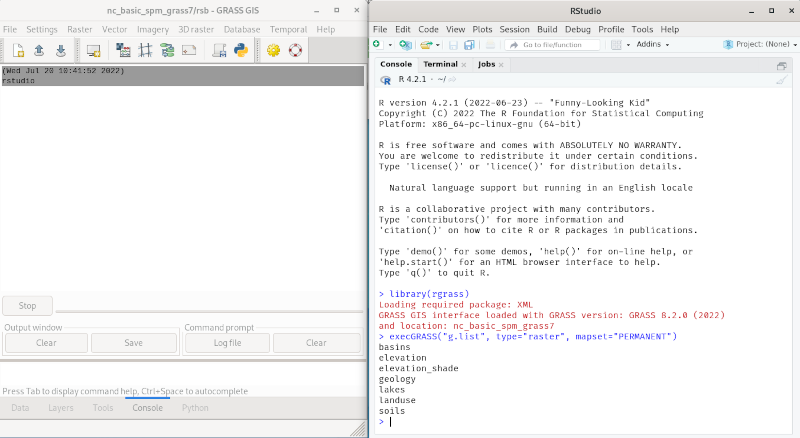 nc_basic_spm_grass7/rsb - GRASS GIS
File Settings Raster Vector Imagery 3D raster Database Temporal Help
(Wed Jul 20 10:41:52 2022)
rstudio
Stop
Output window
Clear Save
Command prompt
Log file Clear
Press Tab to display command help, Ctrl+Space to autocomplete
Data Layers Tools Console Python
RStudio
File Edit Code View Plots Session Build Debug Profile Tools Help
Go to file/function Addins Project: (None)
Console Terminal Jobs
R 4.2.1 · ~/
R version 4.2.1 (2022-06-23) -- "Funny-Looking Kid"
Copyright (C) 2022 The R Foundation for Statistical Computing
Platform: x86_64-pc-linux-gnu (64-bit)
R is free software and comes with ABSOLUTELY NO WARRANTY.
You are welcome to redistribute it under certain conditions.
Type 'license()' or 'licence()' for distribution details.
Natural language support but running in an English locale
R is a collaborative project with many contributors.
Type 'contributors()' for more information and
'citation()' on how to cite R or R packages in publications.
Type 'demo()' for some demos, 'help()' for on-line help, or
'help.start()' for an HTML browser interface to help.
Type 'q()' to quit R.
> library(rgrass)
Loading required package: XML
GRASS GIS interface loaded with GRASS version: GRASS 8.2.0 (2022)
and location: nc_basic_spm_grass7
> execGRASS("g.list", type="raster", mapset="PERMANENT")
basins
elevation
elevation_shade
geology
lakes
landuse
soils
>